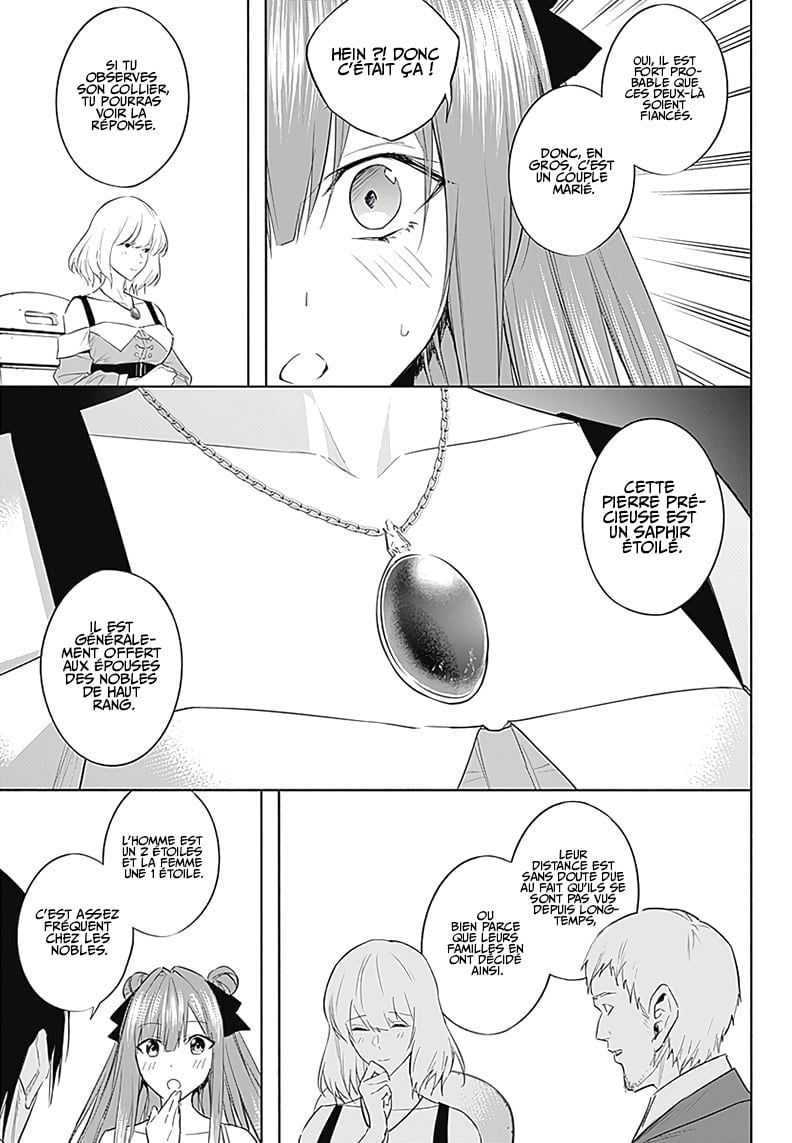 OUI, IL EST
FORT PRO-
BABLE QUE
CES DEUX-LÀ
SOIENT
FIANCÉS.
DONC, EN
GROS, C'EST
UN COUPLE
MARIÉ.
HEIN ?! DONC
C'ÉTAIT ÇA !
SI TU
OBSERVES
SON COLLIER,
TU POURRAS
VOIR LA
RÉPONSE.
CETTE
PIERRE PRÉ-
CIEUSE EST
UN SAPHIR
ÉTOILÉ.
IL EST
GÉNÉRALE-
MENT OFFERT
AUX ÉPOUSES
DES NOBLES
DE HAUT
RANG.
LEUR
DISTANCE EST
SANS DOUTE DUE
AU FAIT QU'ILS SE
SONT PAS VUS
DEPUIS LONG-
TEMPS,
OU
BIEN PARCE
QUE LEURS
FAMILLES EN
ONT DÉCIDÉ
AINSI.
L'HOMME EST
UN 2 ÉTOILES
ET LA FEMME
UNE 1 ÉTOILE.
C'EST ASSEZ
FRÉQUENT
CHEZ LES
NOBLES.